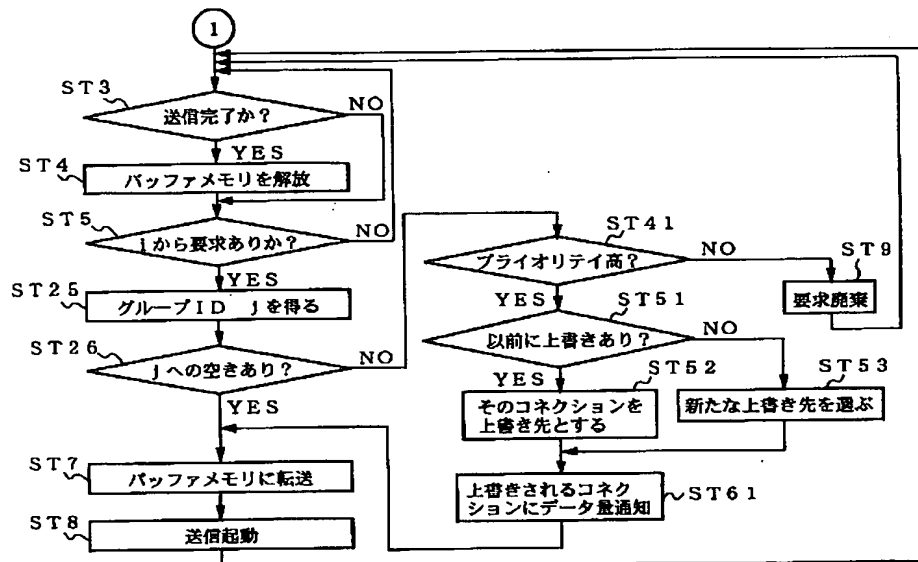 1
ST3
送信完了か?
NO
YES
ST4
バッファメモリを解放
ST5
iから要求ありか?
NO
YES
ST25
グループID jを得る
ST26
jへの空きあり?
NO
YES
ST7
バッファメモリに転送
ST8
送信起動
ST41
プライオリテイ高?
NO
YES
ST9
要求廃棄
ST51
以前に上書きあり?
NO
YES
ST52
そのコネクションを
上書き先とする
ST53
新たな上書き先を選ぶ
上書きされるコネク
ションにデータ量通知
ST61